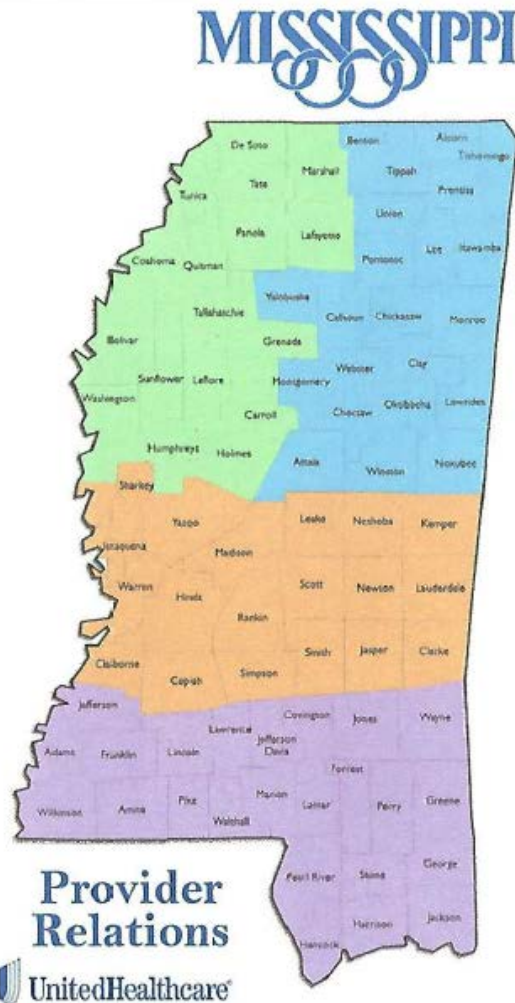 MISSISSIPPI
De Soto
Benton
Alcorn
Tishomingo
Marshall
Tippah
Tate
Prentiss
Tunica
Union
Panola
Lafayette
Lee
Itawamba
Pontotoc
Coahoma
Quitman
Yalobusha
Tallahatchie
Calhoun
Chickasaw
Monroe
Bolivar
Grenada
Clay
Webster
Sunflower
Leflore
Montgomery
Washington
Choctaw
Oktibbeha
Lowndes
Carroll
Humphreys
Holmes
Attala
Winston
Noxubee
Sharkey
Yazoo
Leake
Neshoba
Kemper
Issaquena
Madison
Warren
Hinds
Scott
Newson
Lauderdale
Rankin
Claiborne
Copiah
Simpson
Smith
Jasper
Clarke
Jefferson
Lawrence
Covington
Jones
Wayne
Adams
Franklin
Lincoln
Jefferson
Davis
Forrest
Wilkinson
Amite
Pike
Walthall
Marion
Lamar
Perry
Greene
Pearl River
Stone
George
Hancock
Harrison
Jackson
Provider
Relations
UnitedHealthcare®